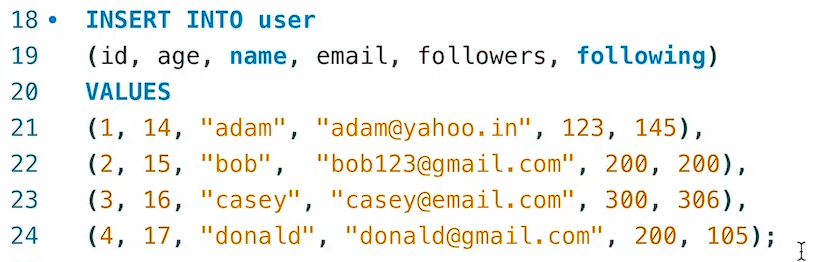 18 INSERT INTO user
19 (id, age, name, email, followers, following)
20 VALUES
21 (1, 14, "adam", "adam@yahoo.in", 123, 145),
22 (2, 15, "bob", "bob123@gmail.com", 200, 200),
23 (3, 16, "casey", "casey@email.com", 300, 306),
24 (4, 17, "donald", "donald@gmail.com", 200, 105);